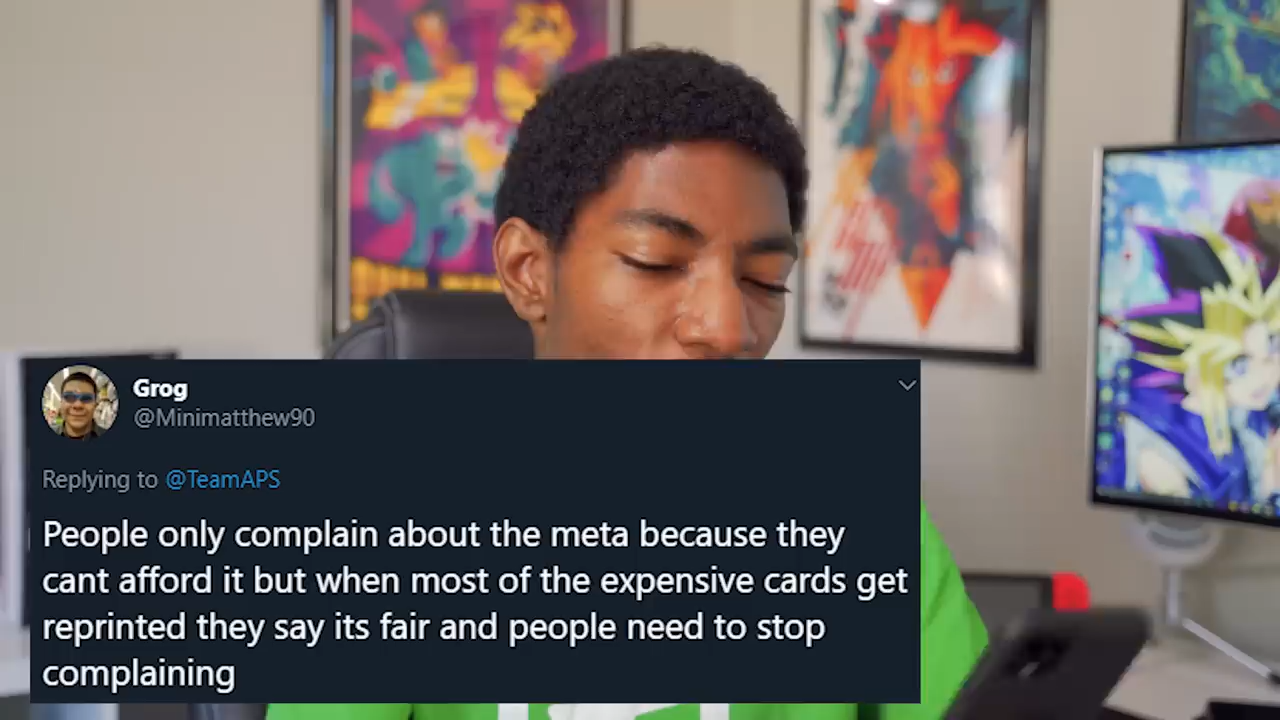 Grog
@Minimatthew90
Replying to @TeamAPS
People only complain about the meta because they
cant afford it but when most of the expensive cards get
reprinted they say its fair and people need to stop
complaining